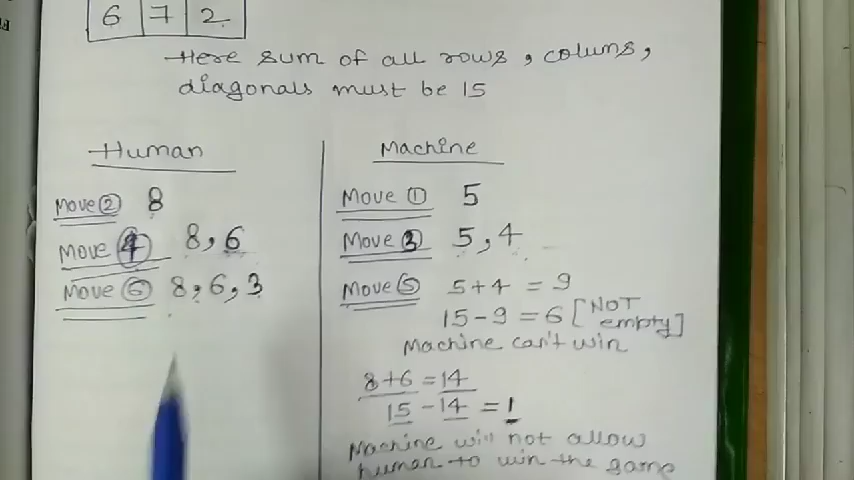 6 7 2
Here sum of all rows, colums,
diagonals must be 15
Human
Move ② 8
Move ④ 8, 6
Move ⑥ 8, 6, 3
Machine
Move ① 5
Move ③ 5, 4
Move ⑤ 5 + 4 = 9
15 - 9 = 6 [NOT
empty]
Machine can't win
8 + 6 = 14
15 - 14 = 1
Machine will not allow
human to win the game